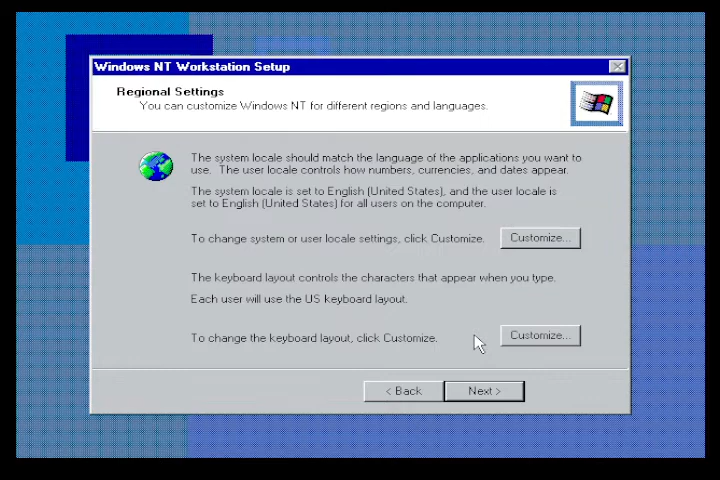 Windows NT Workstation Setup
Regional Settings
You can customize Windows NT for different regions and languages.
The system locale should match the language of the applications you want to
use. The user locale controls how numbers, currencies, and dates appear.
The system locale is set to English (United States), and the user locale is
set to English (United States) for all users on the computer.
To change system or user locale settings, click Customize.
Customize...
The keyboard layout controls the characters that appear when you type.
Each user will use the US keyboard layout.
To change the keyboard layout, click Customize.
Customize...
< Back
Next >